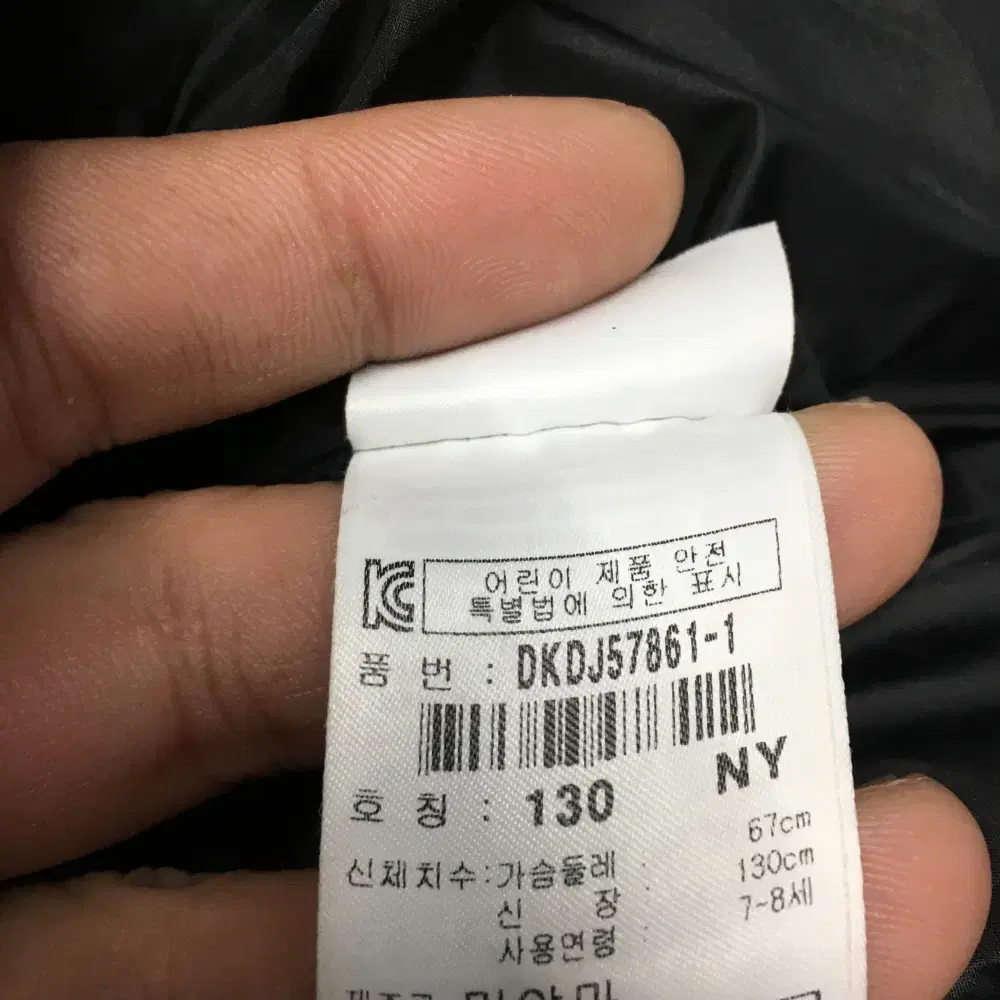 KC
어린이 제품 안전
특별법에 의한 표시
품 번 : DKDJ57861-1
NY
호 칭 : 130
신체치수 : 가슴둘레 : 67cm
신 장 : 130cm
사용연령 : 7~8세